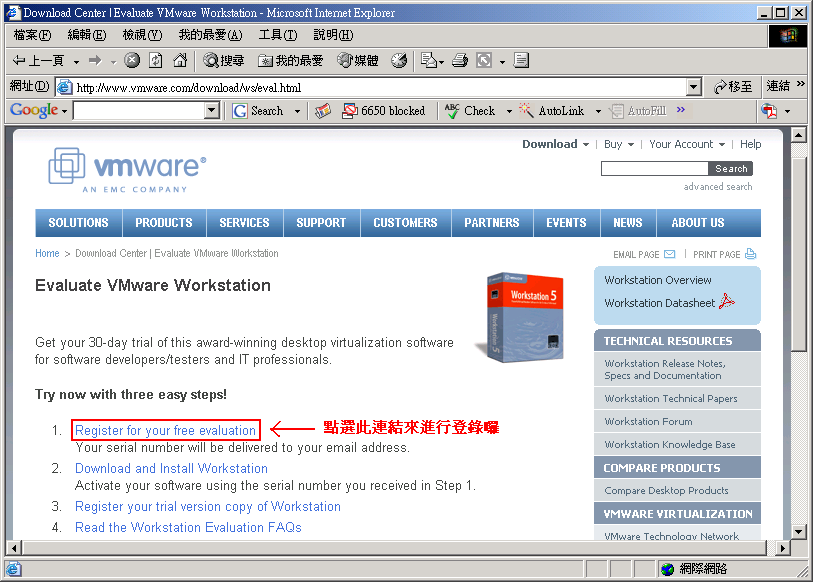 Download Center | Evaluate VMware Workstation - Microsoft Internet Explorer
檔案(F) 編輯(E) 檢視(V) 我的最愛(A) 工具(T) 說明(H)
上一頁 搜尋 我的最愛 媒體
網址(D) http://www.vmware.com/download/ws/eval.html 移至 連結 »
Google Search 6650 blocked ABC Check AutoLink AutoFill »
Download | Buy | Your Account | Help
vmware®
AN EMC COMPANY
Search
advanced search
SOLUTIONS PRODUCTS SERVICES SUPPORT CUSTOMERS PARTNERS EVENTS NEWS ABOUT US
Home > Download Center | Evaluate VMware Workstation
EMAIL PAGE | PRINT PAGE
Evaluate VMware Workstation
Workstation 5
Workstation 5
Get your 30-day trial of this award-winning desktop virtualization software
for software developers/testers and IT professionals.
Try now with three easy steps!
1. Register for your free evaluation 點選此連結來進行登錄囉
Your serial number will be delivered to your email address.
2. Download and Install Workstation
Activate your software using the serial number you received in Step 1.
3. Register your trial version copy of Workstation
4. Read the Workstation Evaluation FAQs
Workstation Overview
Workstation Datasheet
TECHNICAL RESOURCES
Workstation Release Notes,
Specs and Documentation
Workstation Technical Papers
Workstation Forum
Workstation Knowledge Base
COMPARE PRODUCTS
Compare Desktop Products
VMWARE VIRTUALIZATION
VMware Technology Network
網際網路